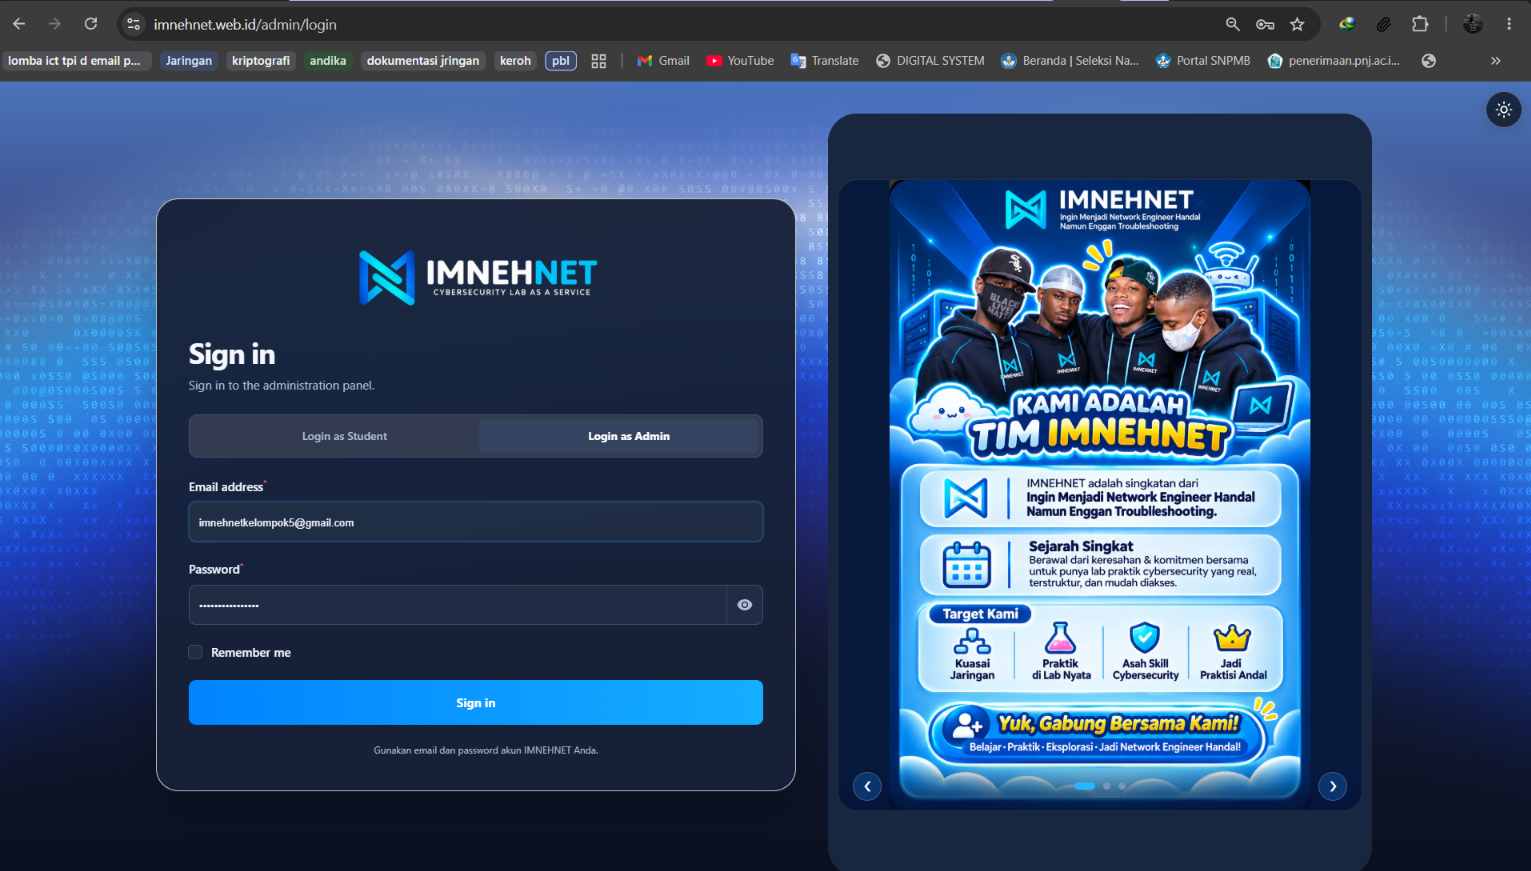 imnehnet.web.id/admin/login
lomba ict tpi d email p...
Jaringan
kriptografi
andika
dokumentasi jringan
keroh
pbl
Gmail
YouTube
Translate
DIGITAL SYSTEM
Beranda | Seleksi Na...
Portal SNPMB
penerimaan.pnj.ac.i...
IMNEHNET
CYBERSECURITY LAB AS A SERVICE
Sign in
Sign in to the administration panel.
Login as Student
Login as Admin
Email address*
imnehnetkelompok5@gmail.com
Password*
Remember me
Sign in
Gunakan email dan password akun IMNEHNET Anda.
IMNEHNET
Ingin Menjadi Network Engineer Handal
Namun Enggan Troubleshooting
BLACK
LIVES
MATTER
IMNEHNET
IMNEHNET
IMNEHNET
IMNEHNET
KAMI ADALAH
TIM IMNEHNET
IMNEHNET adalah singkatan dari
Ingin Menjadi Network Engineer Handal
Namun Enggan Troubleshooting.
Sejarah Singkat
Berawal dari keresahan & komitmen bersama
untuk punya lab praktik cybersecurity yang real,
terstruktur, dan mudah diakses.
Target Kami
Kuasai
Jaringan
Praktik
di Lab Nyata
Asah Skill
Cybersecurity
Jadi
Praktisi Andal
Yuk, Gabung Bersama Kami!
Belajar • Praktik • Eksplorasi • Jadi Network Engineer Handal!